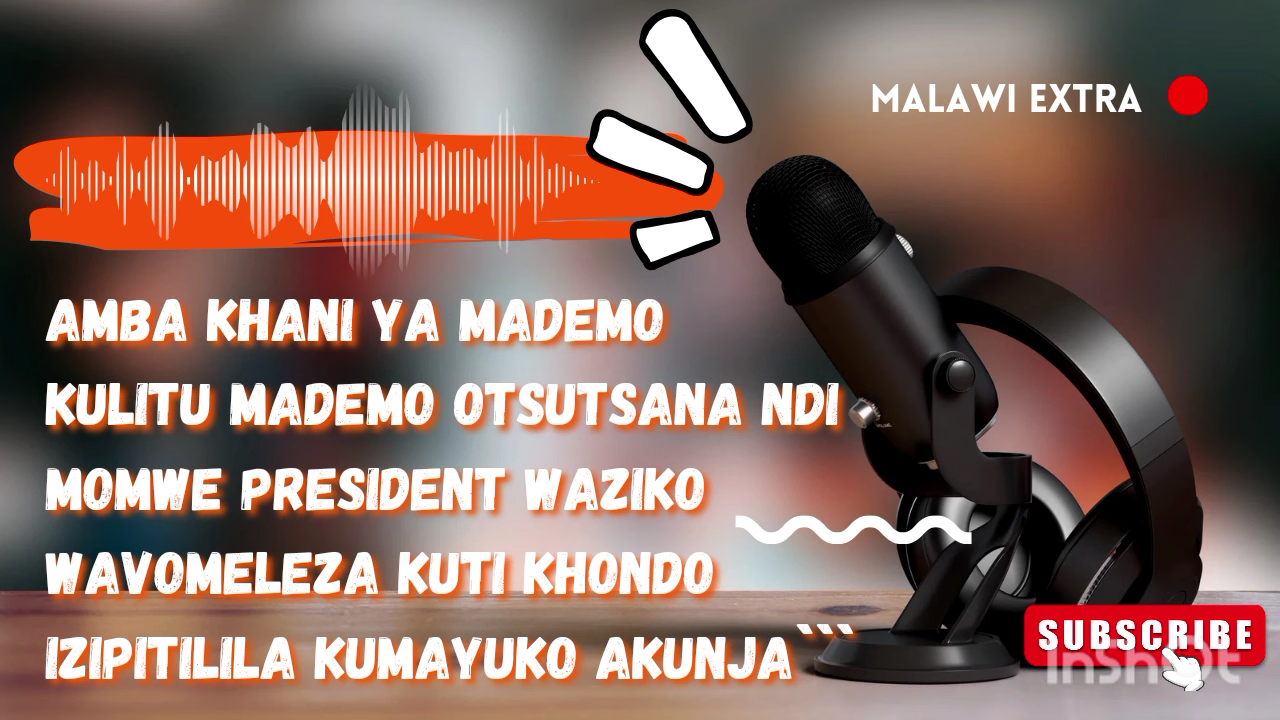 MALAWI EXTRA
AMBA KHANI YA MADEMO
KULITU MADEMO OTSUTSANA NDI
MOMWE PRESIDENT WAZIKO
WAVOMELEZA KUTI KHONDO
IZIPITILILA KUMAYUKO AKUNJA```
SUBSCRIBE
InShOt